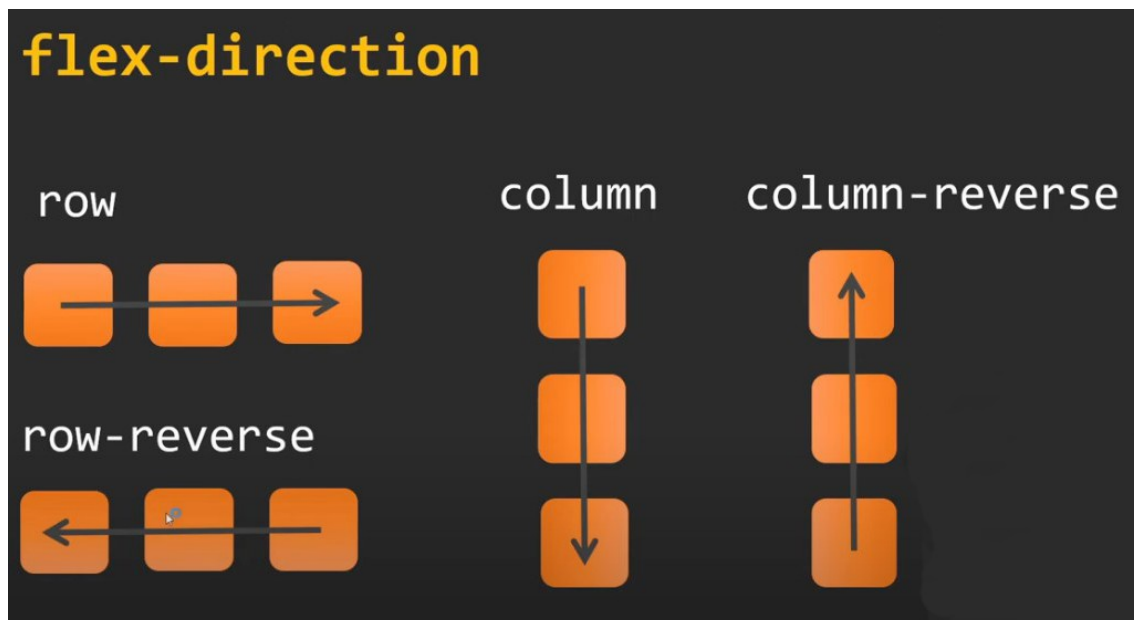 flex-direction
row
column
column-reverse
row-reverse